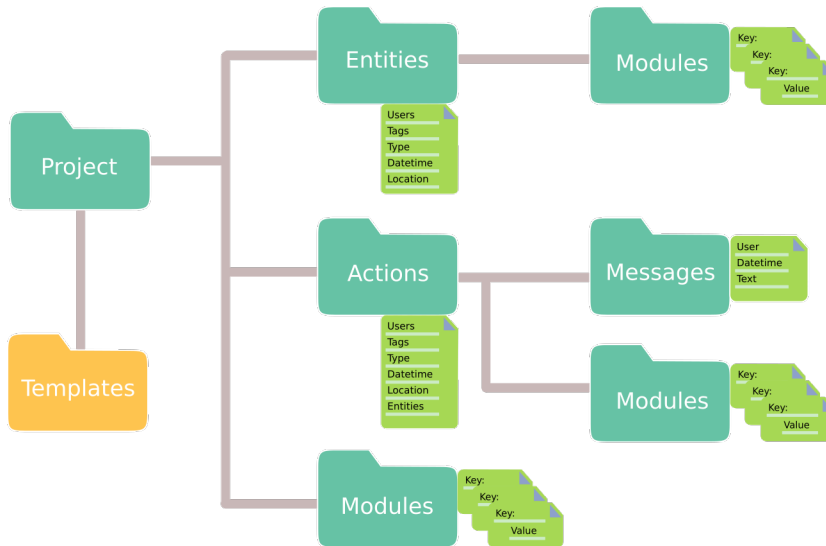 Entities
Users
Tags
Type
Datetime
Location
Modules
Key:
Key:
Key:
Value
Project
Templates
Actions
Users
Tags
Type
Datetime
Location
Entities
Messages
User
Datetime
Text
Modules
Key:
Key:
Key:
Value
Modules
Key:
Key:
Key:
Value